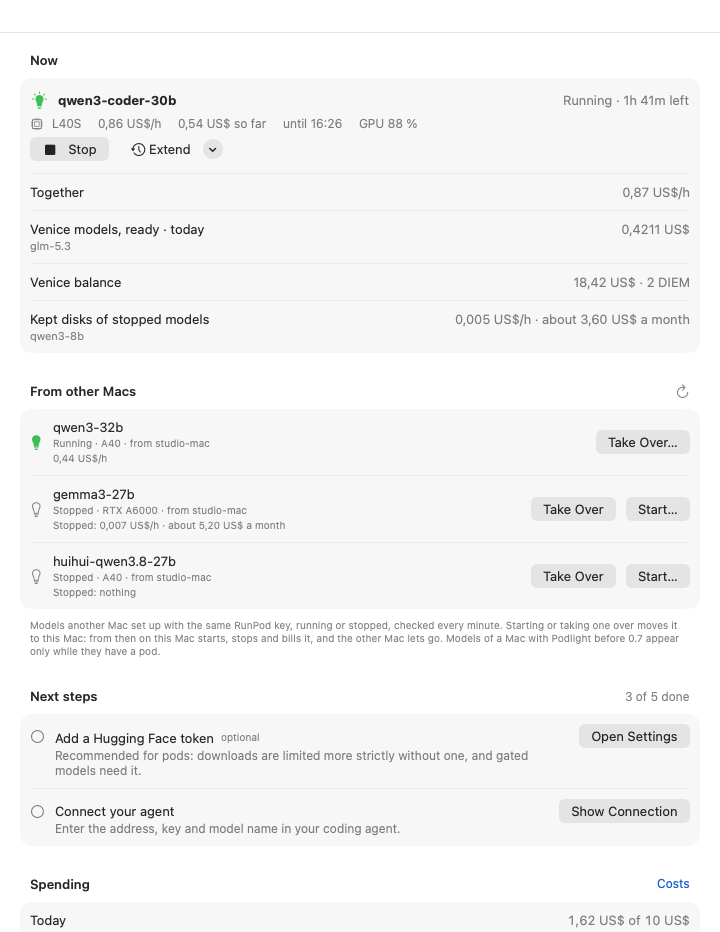 Now
qwen3-coder-30b
Running · 1h 41m left
L40S 0,86 US$/h 0,54 US$ so far until 16:26 GPU 88 %
Stop Extend
Together 0,87 US$/h
Venice models, ready · today 0,4211 US$
glm-5.3
Venice balance 18,42 US$ · 2 DIEM
Kept disks of stopped models 0,005 US$/h · about 3,60 US$ a month
qwen3-8b
From other Macs
qwen3-32b
Running · A40 · from studio-mac
0,44 US$/h
Take Over...
gemma3-27b
Stopped · RTX A6000 · from studio-mac
Stopped: 0,007 US$/h · about 5,20 US$ a month
Take Over Start...
huihui-qwen3.8-27b
Stopped · A40 · from studio-mac
Stopped: nothing
Take Over Start...
Models another Mac set up with the same RunPod key, running or stopped, checked every minute. Starting or taking one over moves it
to this Mac: from then on this Mac starts, stops and bills it, and the other Mac lets go. Models of a Mac with Podlight before 0.7 appear
only while they have a pod.
Next steps 3 of 5 done
Add a Hugging Face token optional
Recommended for pods: downloads are limited more strictly without one, and gated
models need it.
Open Settings
Connect your agent
Enter the address, key and model name in your coding agent.
Show Connection
Spending Costs
Today 1,62 US$ of 10 US$